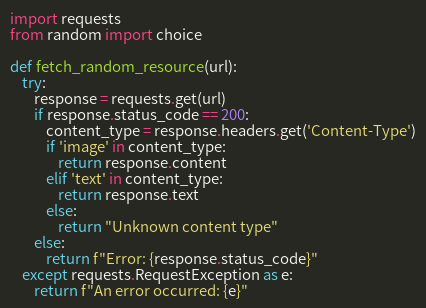 import requests
from random import choice

def fetch_random_resource(url):
    try:
        response = requests.get(url)
        if response.status_code == 200:
            content_type = response.headers.get('Content-Type')
            if 'image' in content_type:
                return response.content
            elif 'text' in content_type:
                return response.text
            else:
                return "Unknown content type"
        else:
            return f"Error: {response.status_code}"
    except requests.RequestException as e:
        return f"An error occurred: {e}"